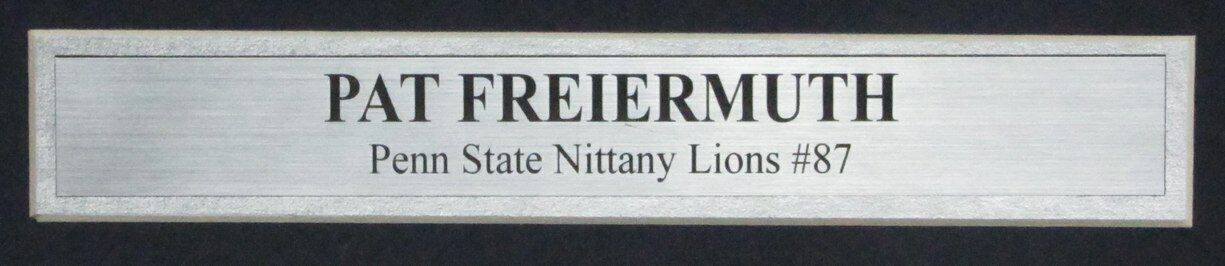 PAT FREIERMUTH
Penn State Nittany Lions #87